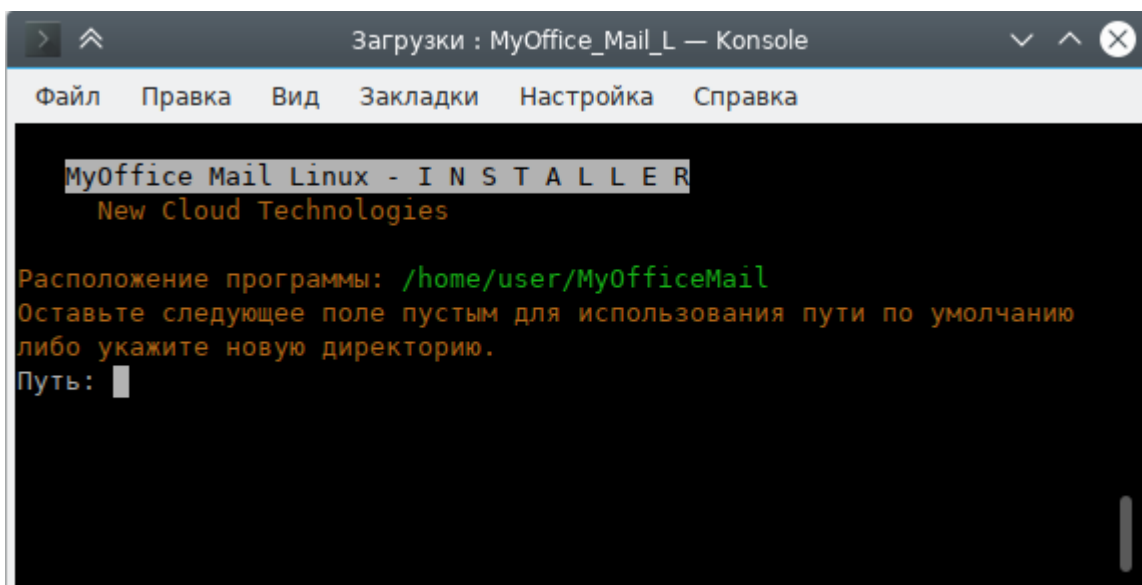 Загрузки : MyOffice_Mail_L — Konsole
Файл Правка Вид Закладки Настройка Справка
MyOffice Mail Linux - I N S T A L L E R
New Cloud Technologies
Расположение программы: /home/user/MyOfficeMail
Оставьте следующее поле пустым для использования пути по умолчанию
либо укажите новую директорию.
Путь: